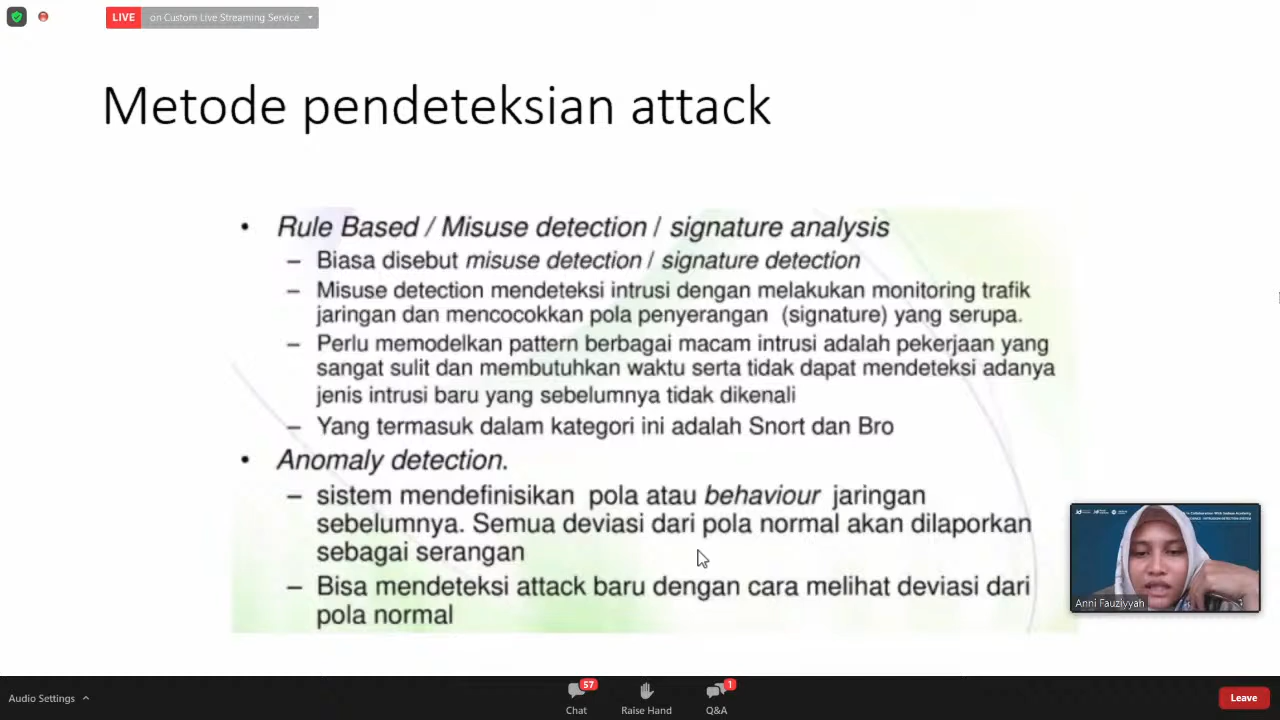 LIVE on Custom Live Streaming Service
Metode pendeteksian attack
• Rule Based / Misuse detection / signature analysis
– Biasa disebut misuse detection / signature detection
– Misuse detection mendeteksi intrusi dengan melakukan monitoring trafik
jaringan dan mencocokkan pola penyerangan (signature) yang serupa.
– Perlu memodelkan pattern berbagai macam intrusi adalah pekerjaan yang
sangat sulit dan membutuhkan waktu serta tidak dapat mendeteksi adanya
jenis intrusi baru yang sebelumnya tidak dikenali
– Yang termasuk dalam kategori ini adalah Snort dan Bro
• Anomaly detection.
– sistem mendefinisikan pola atau behaviour jaringan
sebelumnya. Semua deviasi dari pola normal akan dilaporkan
sebagai serangan
– Bisa mendeteksi attack baru dengan cara melihat deviasi dari
pola normal
Anni Fauziyyah
Audio Settings
57
Chat
Raise Hand
1
Q&A
Leave